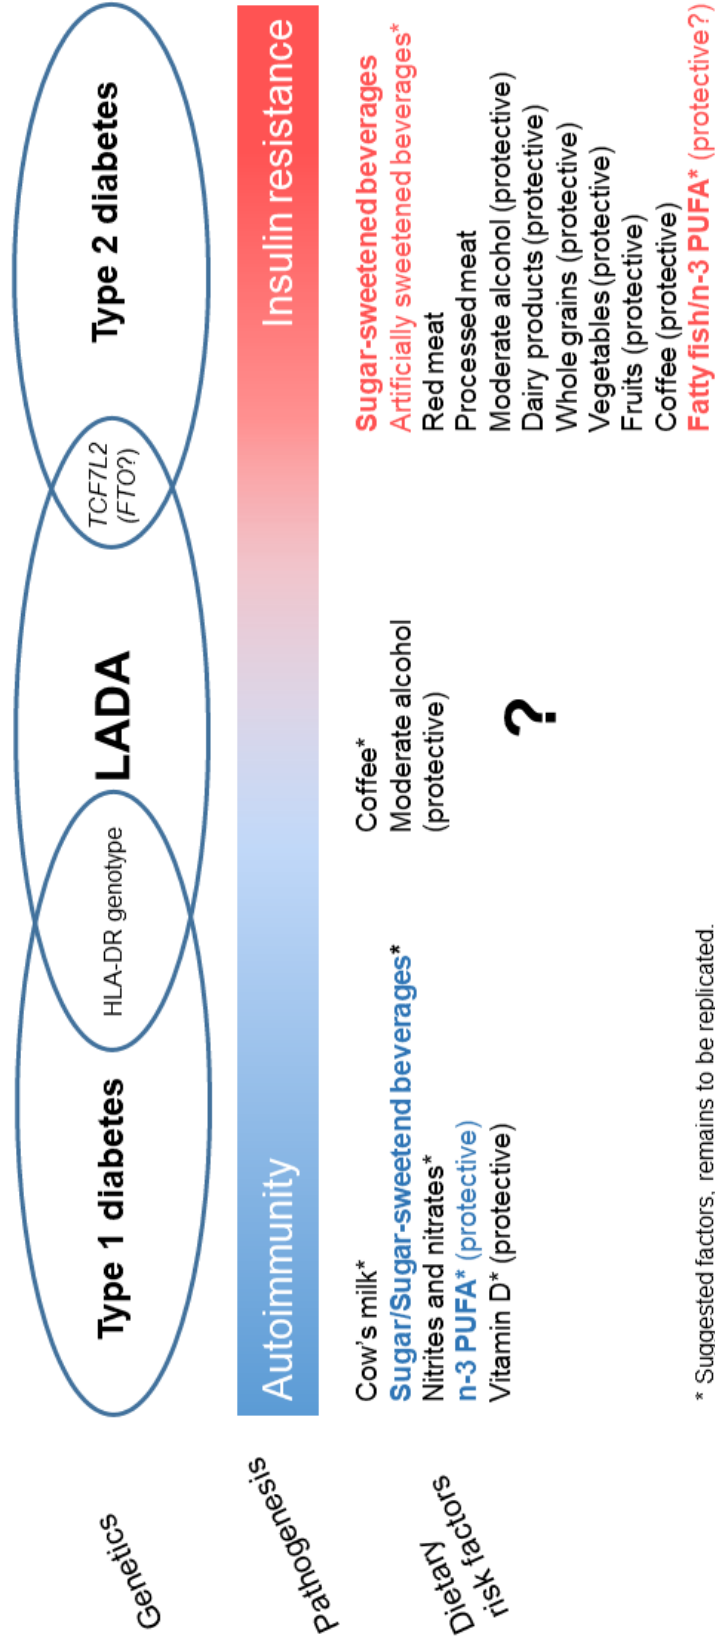 Genetics
Type 1 diabetes
HLA-DR genotype
LADA
TCF7L2
(FTO?)
Type 2 diabetes
Pathogenesis
Autoimmunity
Insulin resistance
Dietary
risk factors
Cow's milk*
Sugar/Sugar-sweetend beverages*
Nitrites and nitrates*
n-3 PUFA* (protective)
Vitamin D* (protective)
Coffee*
Moderate alcohol
(protective)
?
Sugar-sweetened beverages
Artificially sweetened beverages*
Red meat
Processed meat
Moderate alcohol (protective)
Dairy products (protective)
Whole grains (protective)
Vegetables (protective)
Fruits (protective)
Coffee (protective)
Fatty fish/n-3 PUFA* (protective?)
* Suggested factors, remains to be replicated.